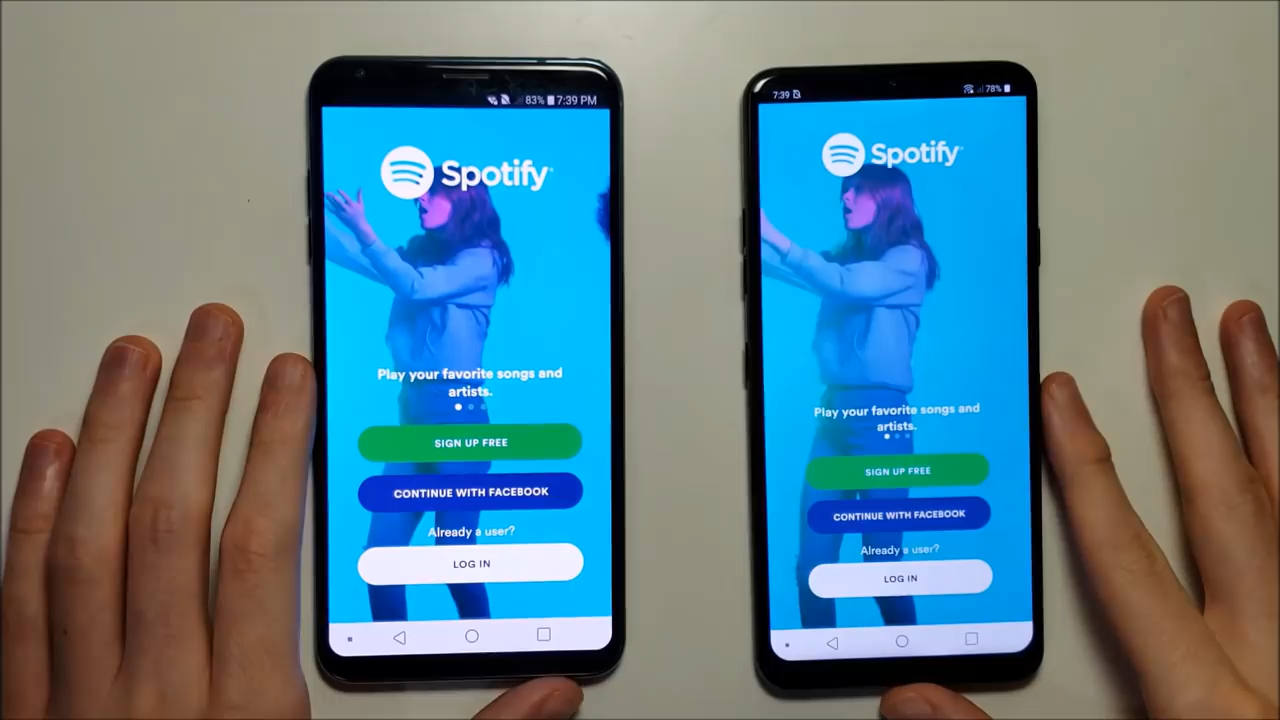 83% 7:39 PM
Spotify
Play your favorite songs and
artists.
SIGN UP FREE
CONTINUE WITH FACEBOOK
Already a user?
LOG IN
7:39 78%
Spotify
Play your favorite songs and
artists.
SIGN UP FREE
CONTINUE WITH FACEBOOK
Already a user?
LOG IN